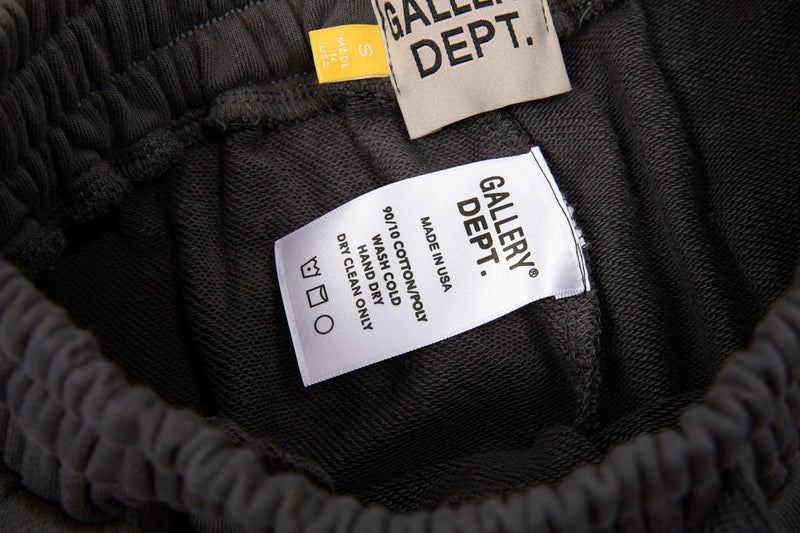 S
MADE
IN
USA
GALLERY
DEPT.
GALLERY®
DEPT.
MADE IN USA
90/10 COTTON/POLY
WASH COLD
HAND DRY
DRY CLEAN ONLY